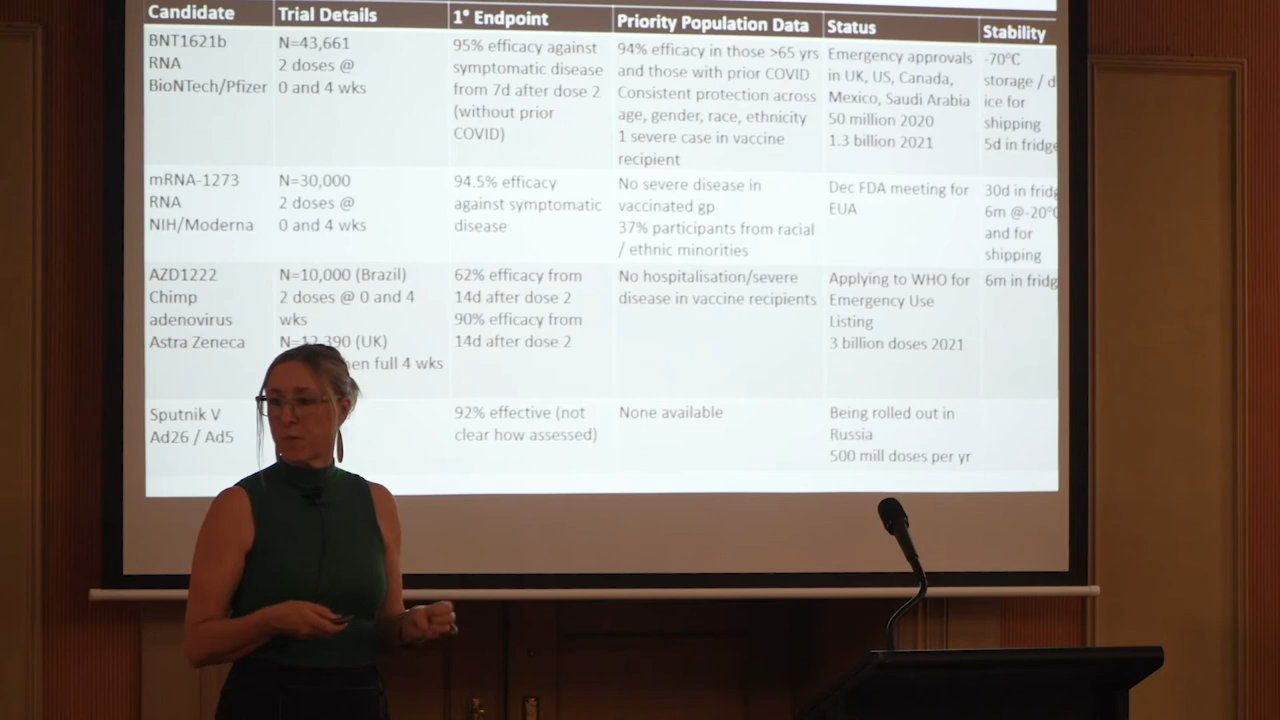 Candidate
Trial Details
1° Endpoint
Priority Population Data
Status
Stability
BNT1621b
RNA
BioNTech/Pfizer
N=43,661
2 doses @
0 and 4 wks
95% efficacy against
symptomatic disease
from 7d after dose 2
(without prior
COVID)
94% efficacy in those >65 yrs
and those with prior COVID
Consistent protection across
age, gender, race, ethnicity
1 severe case in vaccine
recipient
Emergency approvals
in UK, US, Canada,
Mexico, Saudi Arabia
50 million 2020
1.3 billion 2021
-70°C
storage /
ice for
shipping
5d in fridge
mRNA-1273
RNA
NIH/Moderna
N=30,000
2 doses @
0 and 4 wks
94.5% efficacy
against symptomatic
disease
No severe disease in
vaccinated gp
37% participants from racial
/ ethnic minorities
Dec FDA meeting for
EUA
30d in
6m @-20°C
and for
shipping
AZD1222
Chimp
adenovirus
Astra Zeneca
N=10,000 (Brazil)
2 doses @ 0 and 4
wks
N=12,390 (UK)
full 4 wks
62% efficacy from
14d after dose 2
90% efficacy from
14d after dose 2
No hospitalisation/severe
disease in vaccine recipients
Applying to WHO for
Emergency Use
Listing
3 billion doses 2021
6m in
Sputnik V
Ad26 / Ad5
92% effective (not
clear how assessed)
None available
Being rolled out in
Russia
500 mill doses per yr